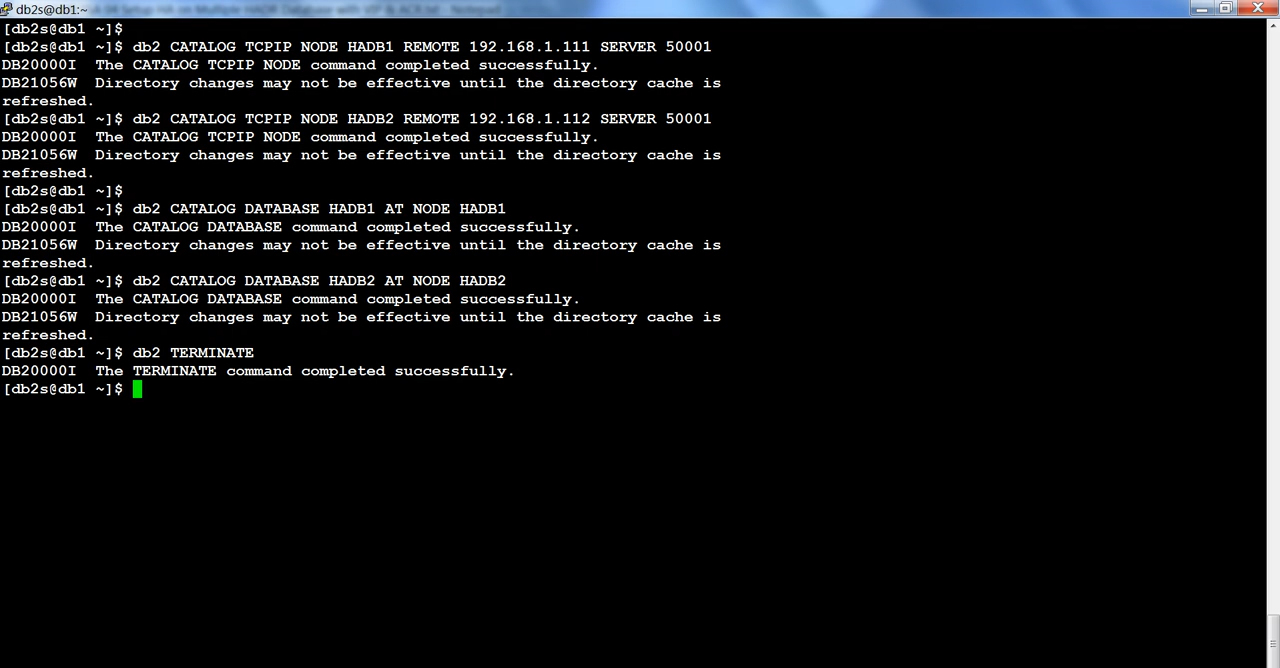 db2s@db1:~
[db2s@db1 ~]$
[db2s@db1 ~]$ db2 CATALOG TCPIP NODE HADB1 REMOTE 192.168.1.111 SERVER 50001
DB20000I  The CATALOG TCPIP NODE command completed successfully.
DB21056W  Directory changes may not be effective until the directory cache is
refreshed.
[db2s@db1 ~]$ db2 CATALOG TCPIP NODE HADB2 REMOTE 192.168.1.112 SERVER 50001
DB20000I  The CATALOG TCPIP NODE command completed successfully.
DB21056W  Directory changes may not be effective until the directory cache is
refreshed.
[db2s@db1 ~]$
[db2s@db1 ~]$ db2 CATALOG DATABASE HADB1 AT NODE HADB1
DB20000I  The CATALOG DATABASE command completed successfully.
DB21056W  Directory changes may not be effective until the directory cache is
refreshed.
[db2s@db1 ~]$ db2 CATALOG DATABASE HADB2 AT NODE HADB2
DB20000I  The CATALOG DATABASE command completed successfully.
DB21056W  Directory changes may not be effective until the directory cache is
refreshed.
[db2s@db1 ~]$ db2 TERMINATE
DB20000I  The TERMINATE command completed successfully.
[db2s@db1 ~]$